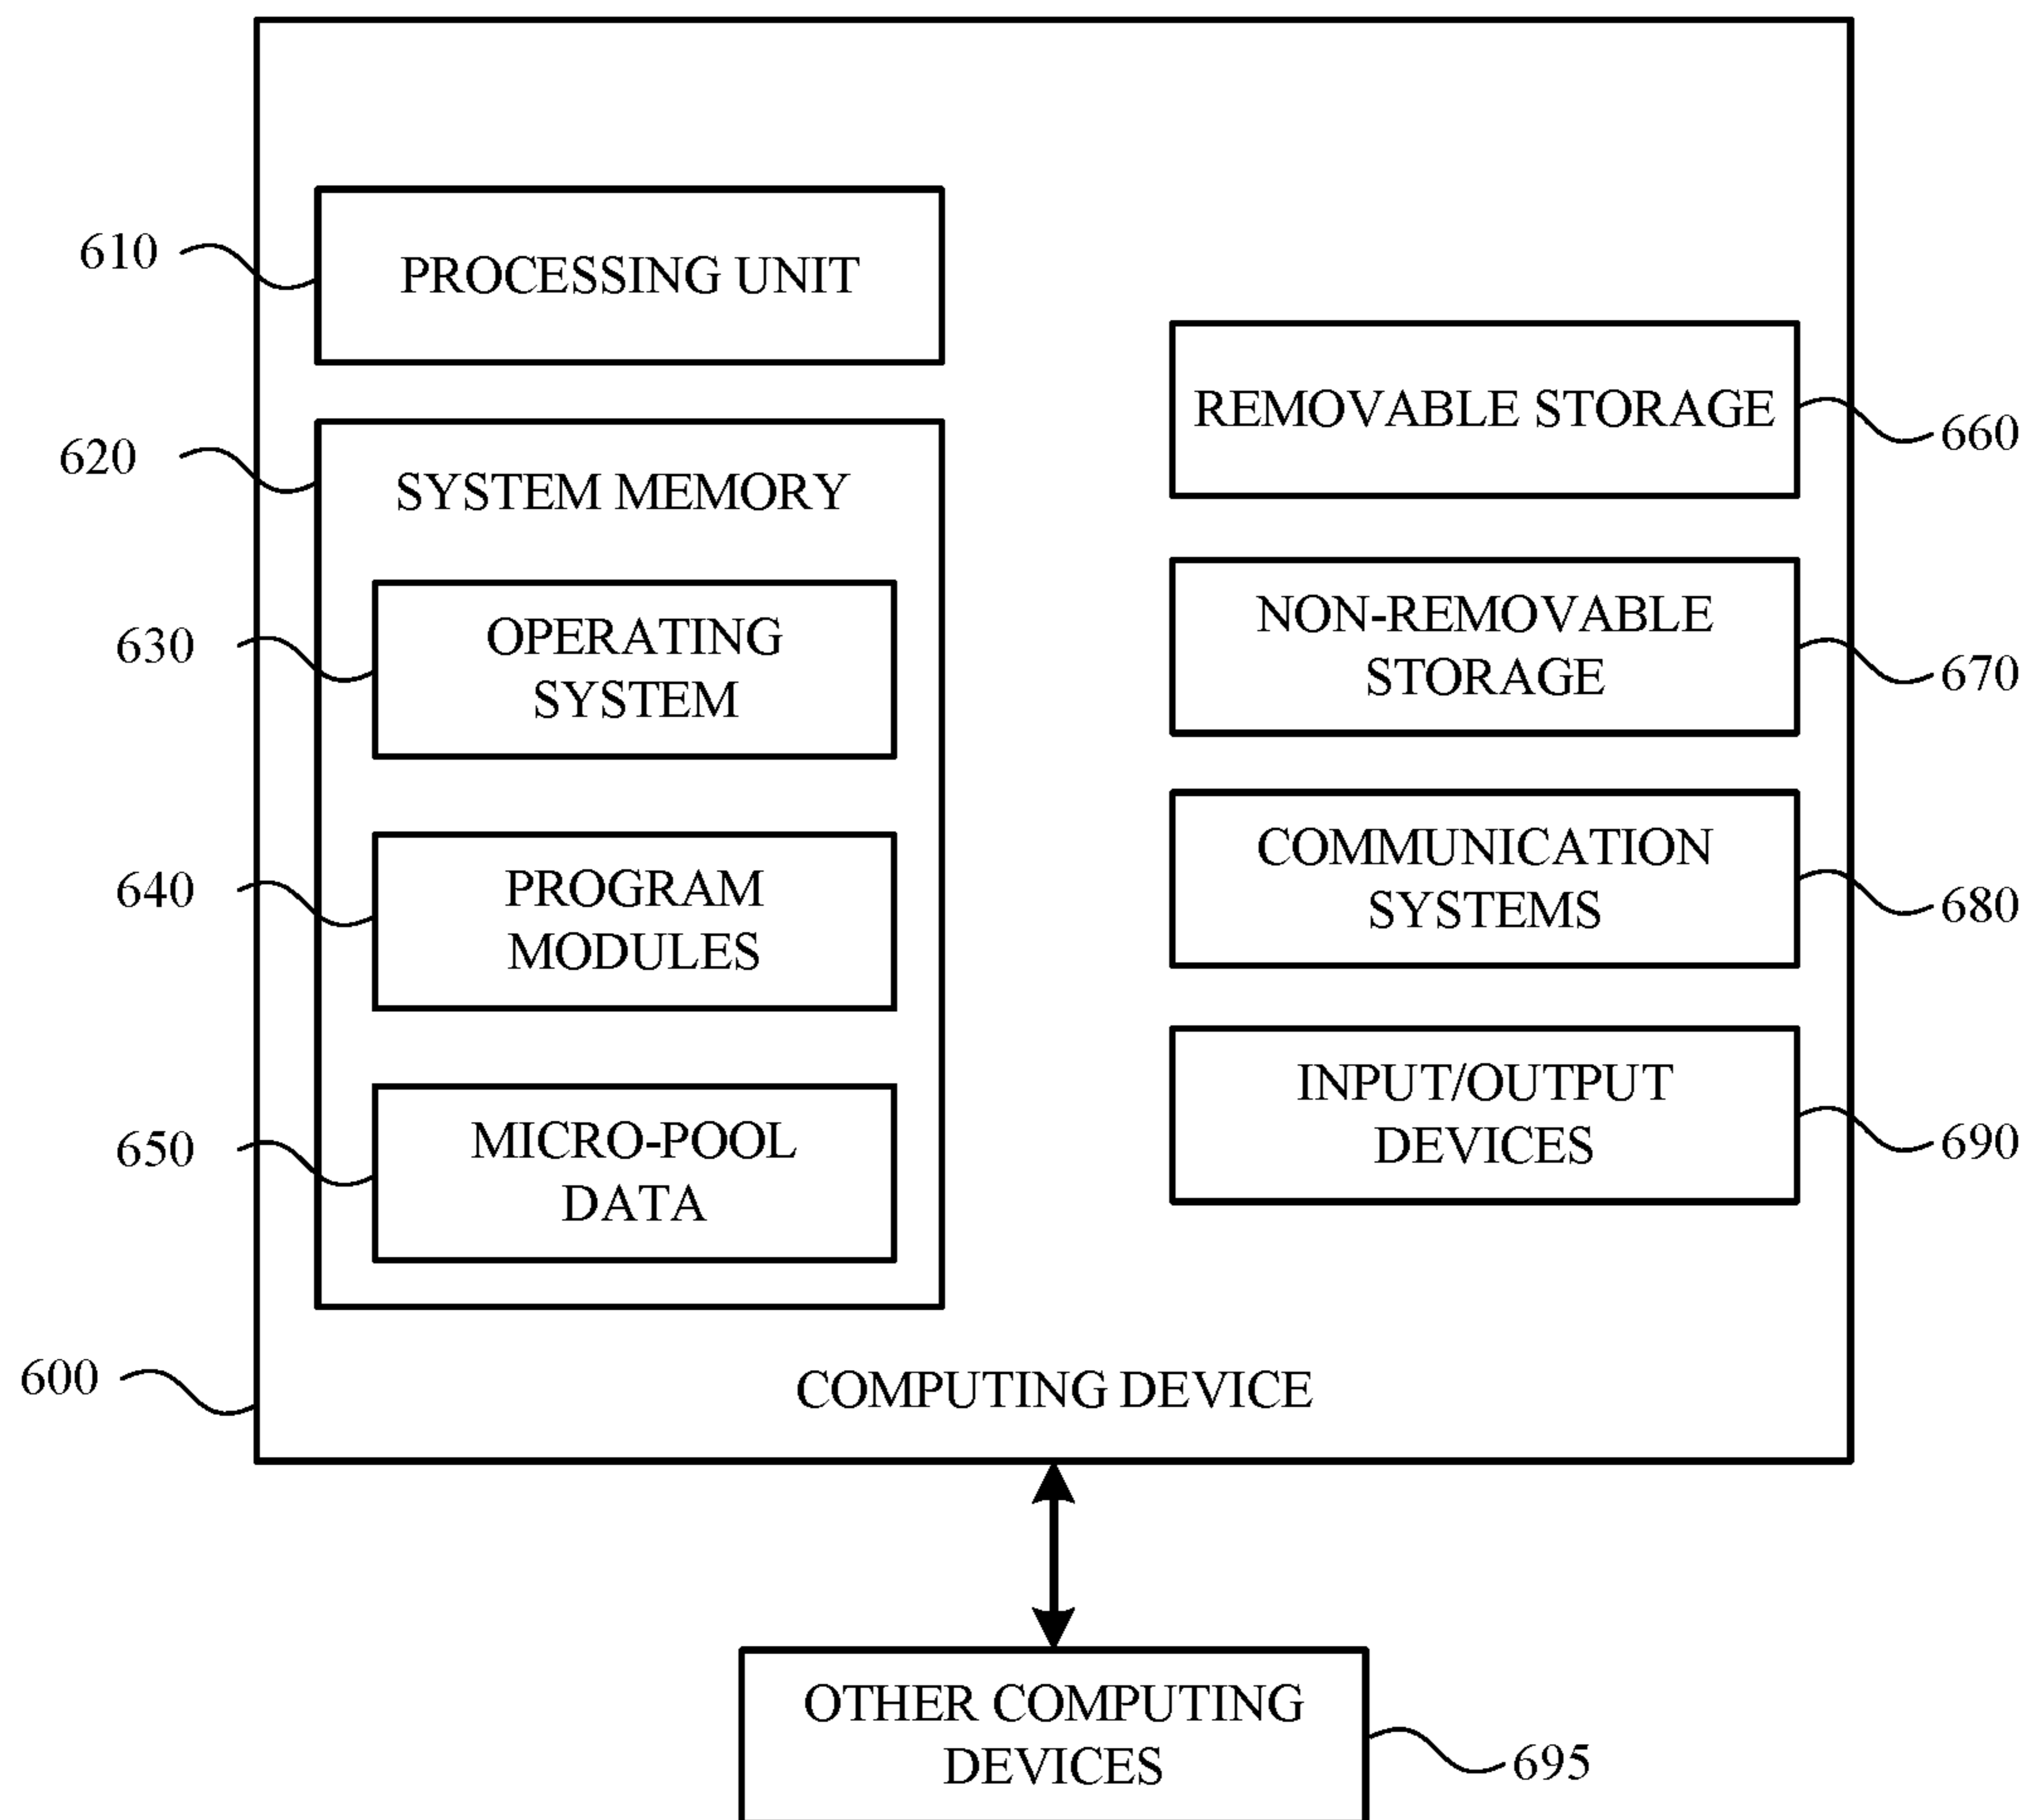 610
PROCESSING UNIT
620
SYSTEM MEMORY
630
OPERATING
SYSTEM
640
PROGRAM
MODULES
650
MICRO-POOL
DATA
REMOVABLE STORAGE
660
NON-REMOVABLE
STORAGE
670
COMMUNICATION
SYSTEMS
680
INPUT/OUTPUT
DEVICES
690
600
COMPUTING DEVICE
OTHER COMPUTING
DEVICES
695